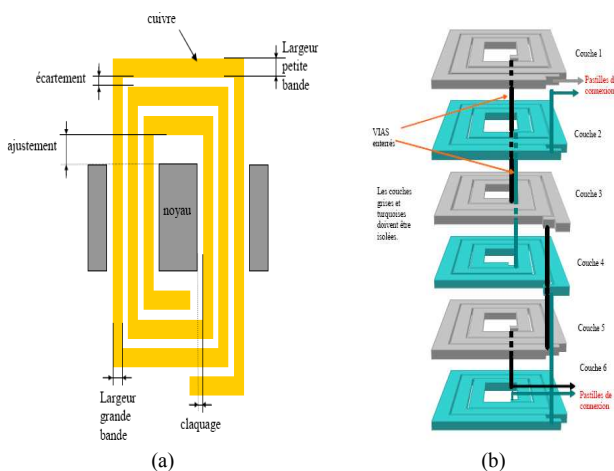 cuivre
Largeur
petite
bande
écartement
ajustement
noyau
Largeur
grande
bande
claquage
(a)
Couche 1
Pastilles de
connexion
VIAS
enterrés
Couche 2
Les couches
grises et
turquoises
doivent être
isolées.
Couche 3
Couche 4
Couche 5
Couche 6
Pastilles de
connexion
(b)